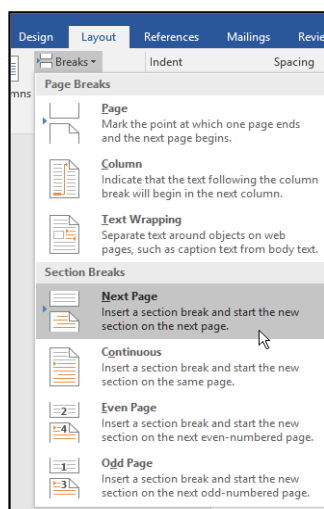 Design Layout References Mailings Revie
Breaks Indent Spacing
mns
Page Breaks
Page
Mark the point at which one page ends
and the next page begins.
Column
Indicate that the text following the column
break will begin in the next column.
Text Wrapping
Separate text around objects on web
pages, such as caption text from body text.
Section Breaks
Next Page
Insert a section break and start the new
section on the next page.
Continuous
Insert a section break and start the new
section on the same page.
Even Page
Insert a section break and start the new
section on the next even-numbered page.
2
4
Odd Page
Insert a section break and start the new
section on the next odd-numbered page.
1
3